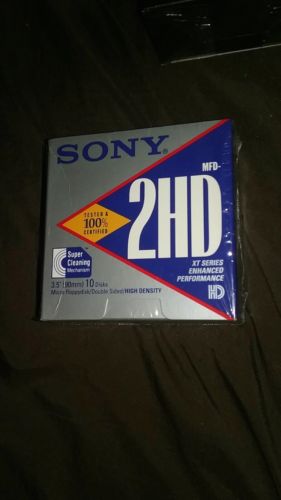 SONY®
MFD-
2HD
TESTED &
100%
CERTIFIED
XT SERIES
ENHANCED
PERFORMANCE
HD
Super
Cleaning
Mechanism
3.5" (90mm) 10 Disks
Micro Floppydisk/Double Sided/HIGH DENSITY